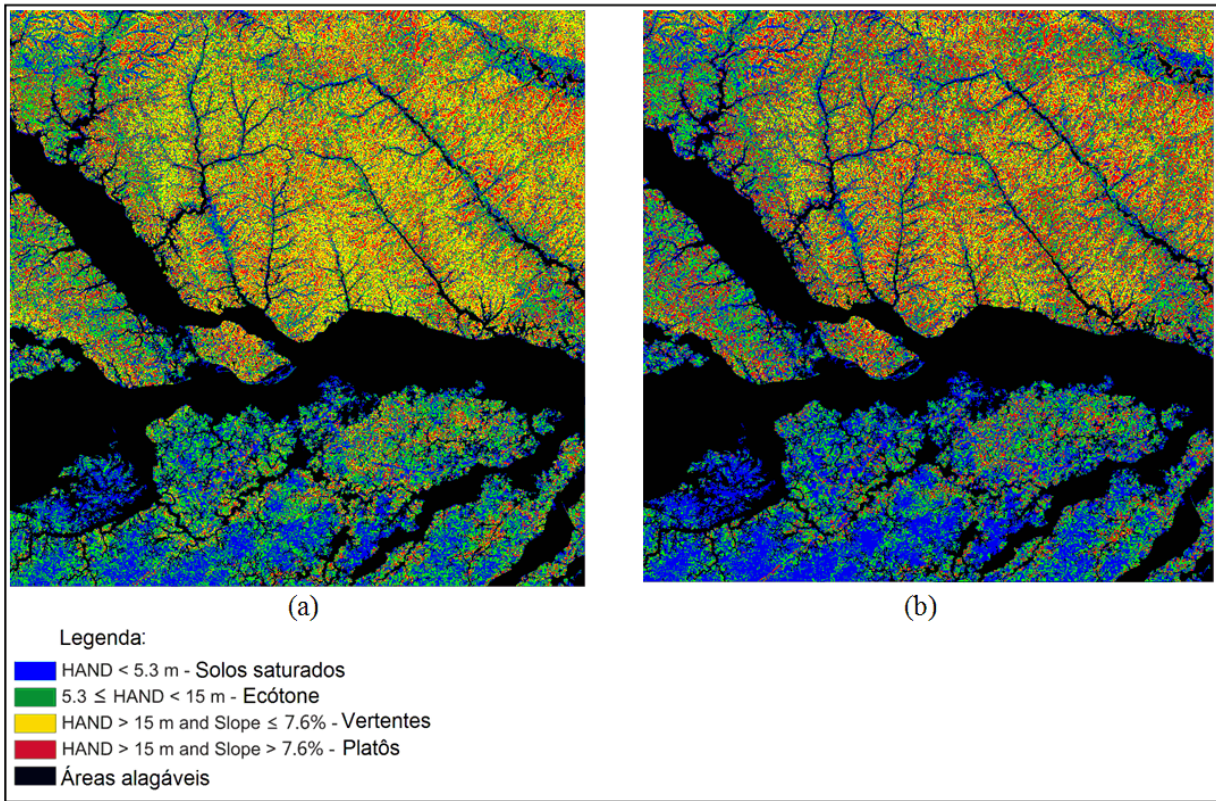 (a) (b)
Legenda:
HAND < 5.3 m - Solos saturados
5.3 ≤ HAND < 15 m - Ecótone
HAND > 15 m and Slope ≤ 7.6% - Vertentes
HAND > 15 m and Slope > 7.6% - Platôs
Áreas alagáveis